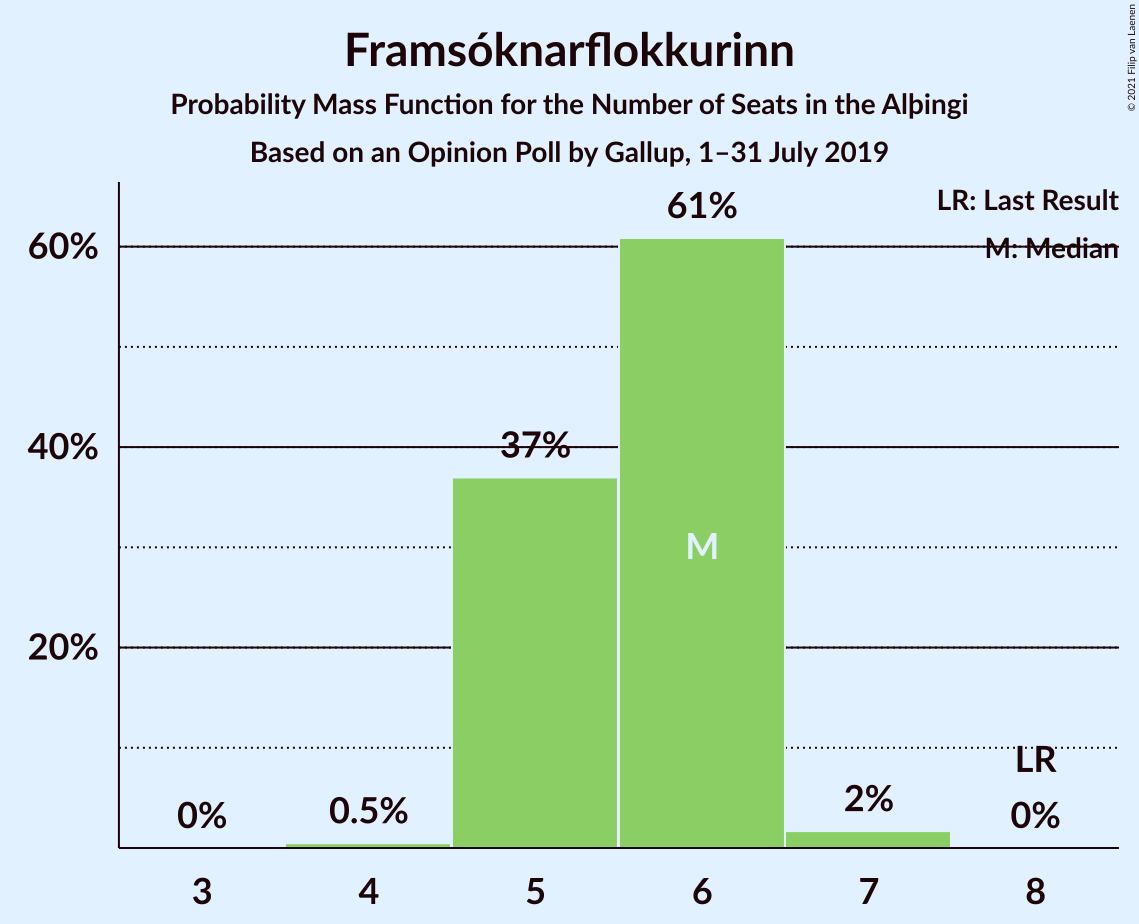 Framsóknarflokkurinn
Probability Mass Function for the Number of Seats in the Alþingi
Based on an Opinion Poll by Gallup, 1–31 July 2019
© 2021 Filip van Laenen
LR: Last Result
M: Median
61%
60%
37%
40%
M
20%
LR
0%
0.5%
2%
0%
3 4 5 6 7 8